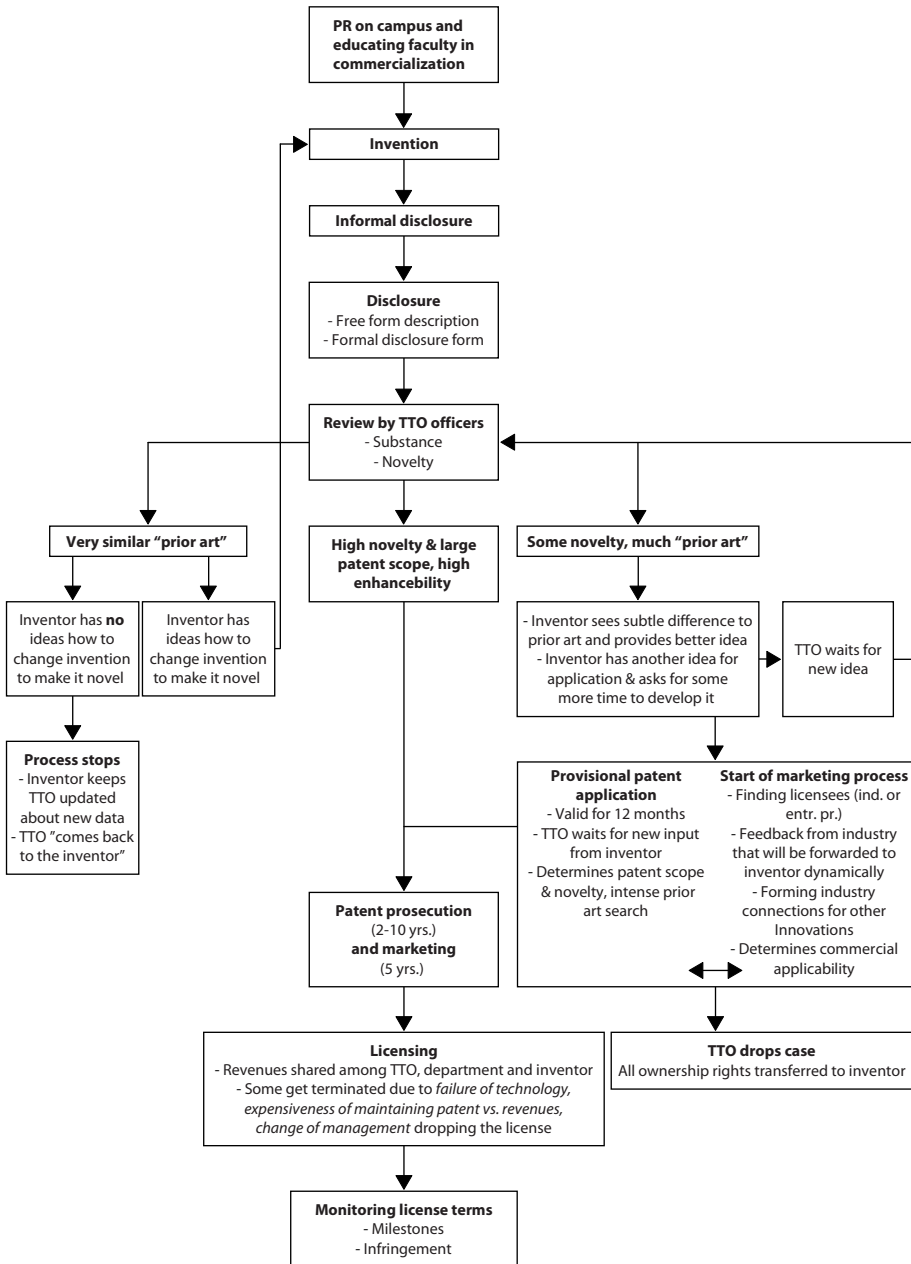 PR on campus and
educating faculty in
commercialization
Invention
Informal disclosure
Disclosure
- Free form description
- Formal disclosure form
Review by TTO officers
- Substance
- Novelty
Very similar “prior art”
High novelty & large
patent scope, high
enhancebility
Some novelty, much “prior art”
Inventor has no
ideas how to
change invention
to make it novel
Inventor has
ideas how to
change invention
to make it novel
- Inventor sees subtle difference to
prior art and provides better idea
- Inventor has another idea for
application & asks for some
more time to develop it
TTO waits for
new idea
Process stops
- Inventor keeps
TTO updated
about new data
- TTO ”comes back
to the inventor”
Provisional patent
application
- Valid for 12 months
- TTO waits for new input
from inventor
- Determines patent scope
& novelty, intense prior
art search
Start of marketing process
- Finding licensees (ind. or
entr. pr.)
- Feedback from industry
that will be forwarded to
inventor dynamically
- Forming industry
connections for other
Innovations
- Determines commercial
applicability
Patent prosecution
(2-10 yrs.)
and marketing
(5 yrs.)
Licensing
- Revenues shared among TTO, department and inventor
- Some get terminated due to failure of technology,
expensiveness of maintaining patent vs. revenues,
change of management dropping the license
TTO drops case
All ownership rights transferred to inventor
Monitoring license terms
- Milestones
- Infringement